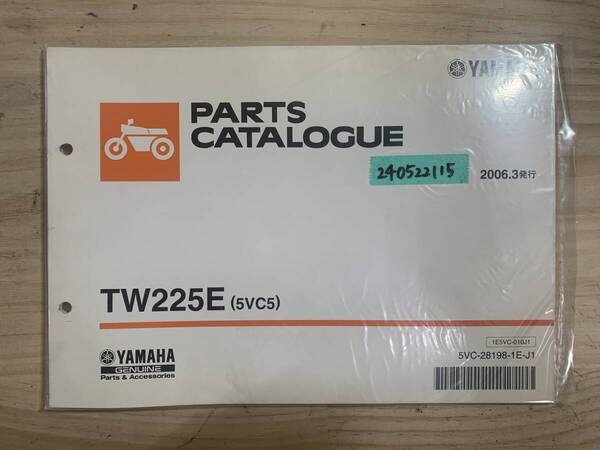 YAMAHA
PARTS
CATALOGUE
240522115
2006.3発行
TW225E (5VC5)
1E5VC-010J1
5VC-28198-1E-J1
YAMAHA
GENUINE
Parts & Accessories